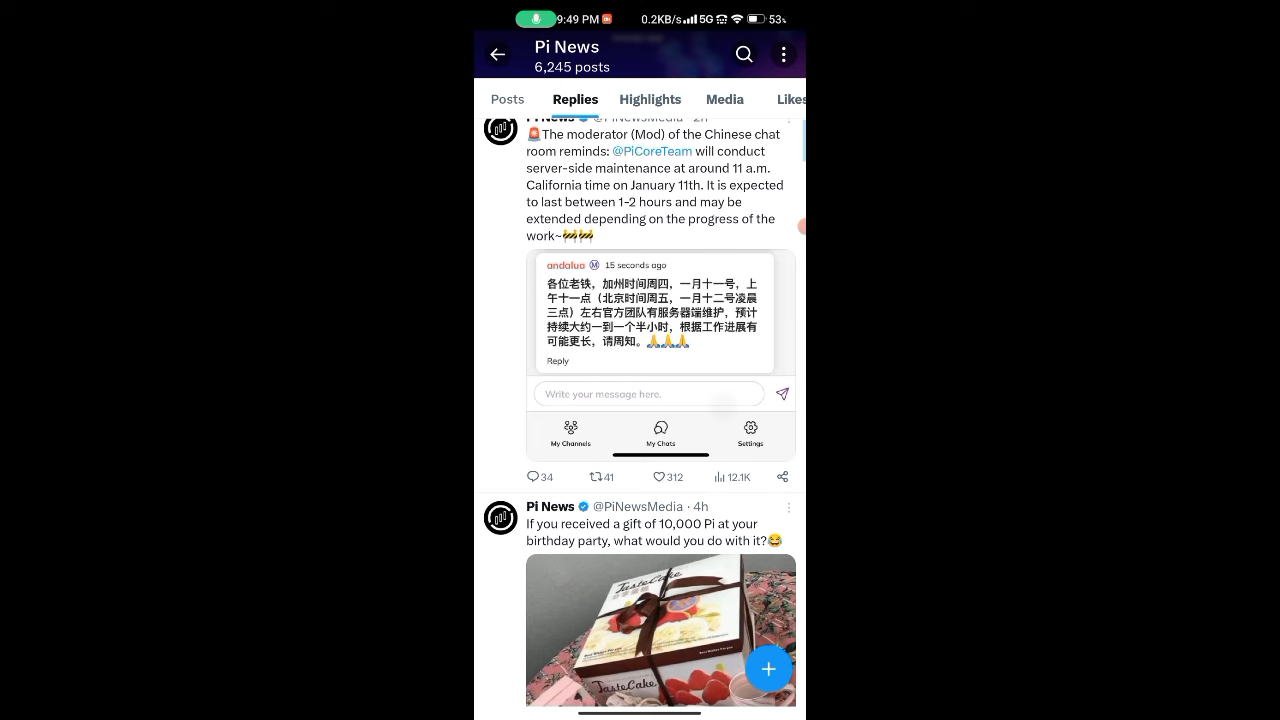 9:49 PM
0.2KB/s
5G
53%
Pi News
6,245 posts
Posts
Replies
Highlights
Media
Likes
Pi News @PiNewsMedia · 2h
🚨The moderator (Mod) of the Chinese chat
room reminds: @PiCoreTeam will conduct
server-side maintenance at around 11 a.m.
California time on January 11th. It is expected
to last between 1-2 hours and may be
extended depending on the progress of the
work~🚧🚧
andalua Ⓜ 15 seconds ago
各位老铁，加州时间周四，一月十一号，上
午十一点（北京时间周五，一月十二号凌晨
三点）左右官方团队有服务器端维护，预计
持续大约一到一个半小时，根据工作进展有
可能更长，请周知。🙏🙏🙏
Reply
Write your message here.
My Channels
My Chats
Settings
34
41
312
12.1K
Pi News @PiNewsMedia · 4h
If you received a gift of 10,000 Pi at your
birthday party, what would you do with it?😂
TasteCake
TasteCake